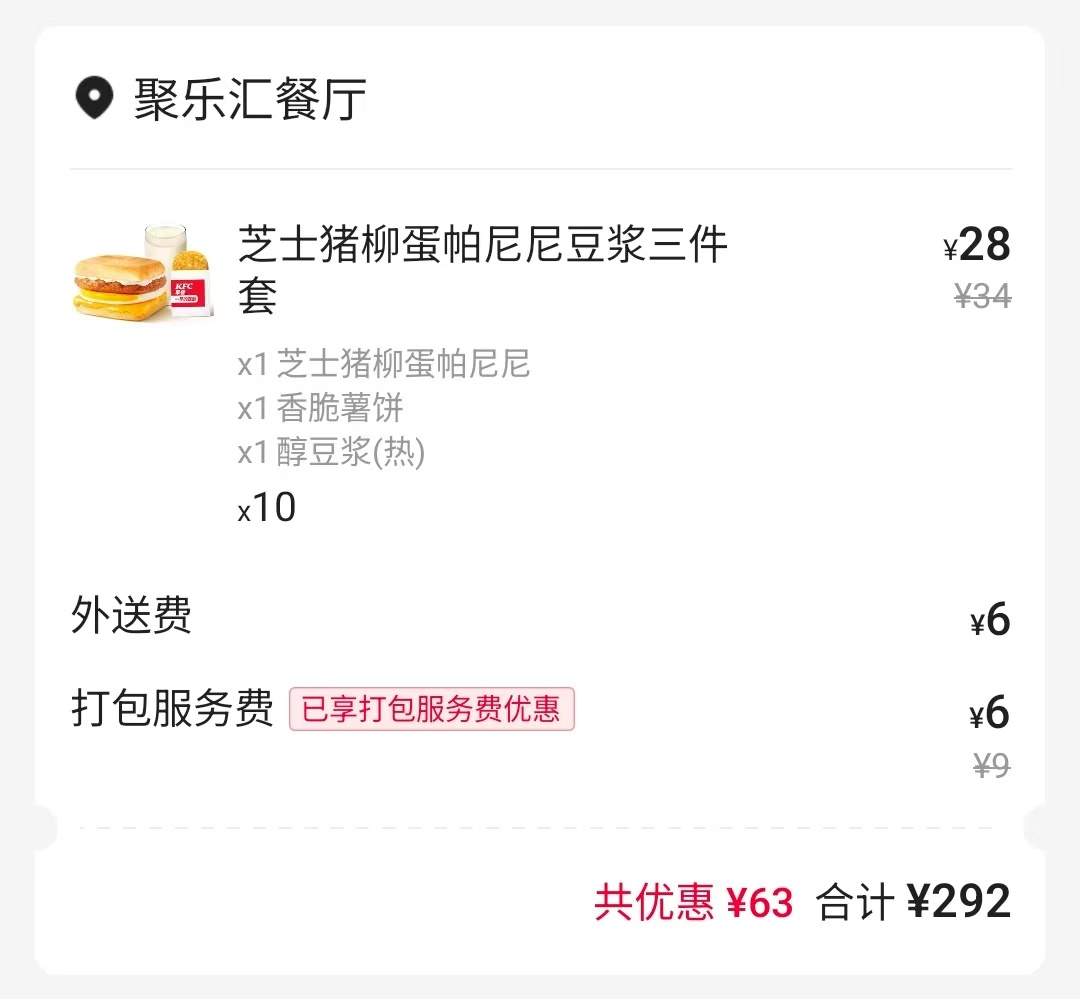 聚乐汇餐厅
芝士猪柳蛋帕尼尼豆浆三件
套
¥28
¥34
KFC
x1 芝士猪柳蛋帕尼尼
x1 香脆薯饼
x1 醇豆浆(热)
x10
外送费 ¥6
打包服务费 已享打包服务费优惠 ¥6
¥9
共优惠 ¥63 合计 ¥292